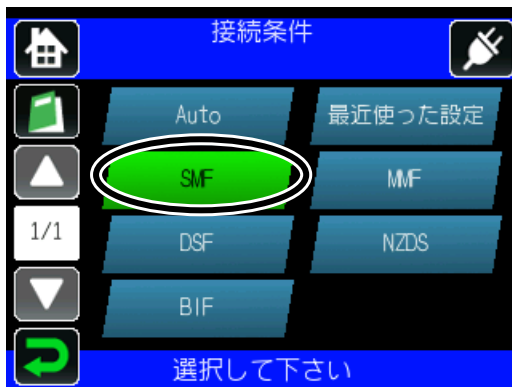 接続条件
Auto
最近使った設定
SMF
MMF
1/1
DSF
NZDS
BIF
選択して下さい